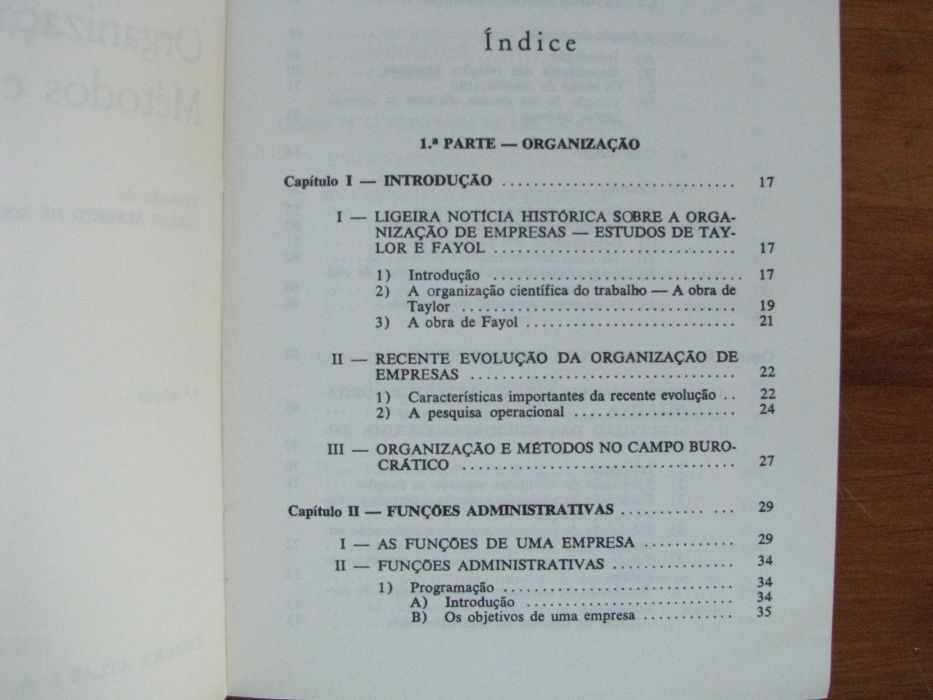 Índice
1.ª PARTE — ORGANIZAÇÃO
Capítulo I — INTRODUÇÃO .............................. 17
I — LIGEIRA NOTÍCIA HISTÓRICA SOBRE A ORGA-
NIZAÇÃO DE EMPRESAS — ESTUDOS DE TAY-
LOR E FAYOL .............................. 17
1) Introdução .............................. 17
2) A organização científica do trabalho — A obra de
Taylor .............................. 19
3) A obra de Fayol .............................. 21
II — RECENTE EVOLUÇÃO DA ORGANIZAÇÃO DE
EMPRESAS .............................. 22
1) Características importantes da recente evolução .. 22
2) A pesquisa operacional .............................. 24
III — ORGANIZAÇÃO E MÉTODOS NO CAMPO BURO-
CRÁTICO .............................. 27
Capítulo II — FUNÇÕES ADMINISTRATIVAS .............. 29
I — AS FUNÇÕES DE UMA EMPRESA ............ 29
II — FUNÇÕES ADMINISTRATIVAS ................ 34
1) Programação .............................. 34
A) Introdução .............................. 34
B) Os objetivos de uma empresa ............ 35